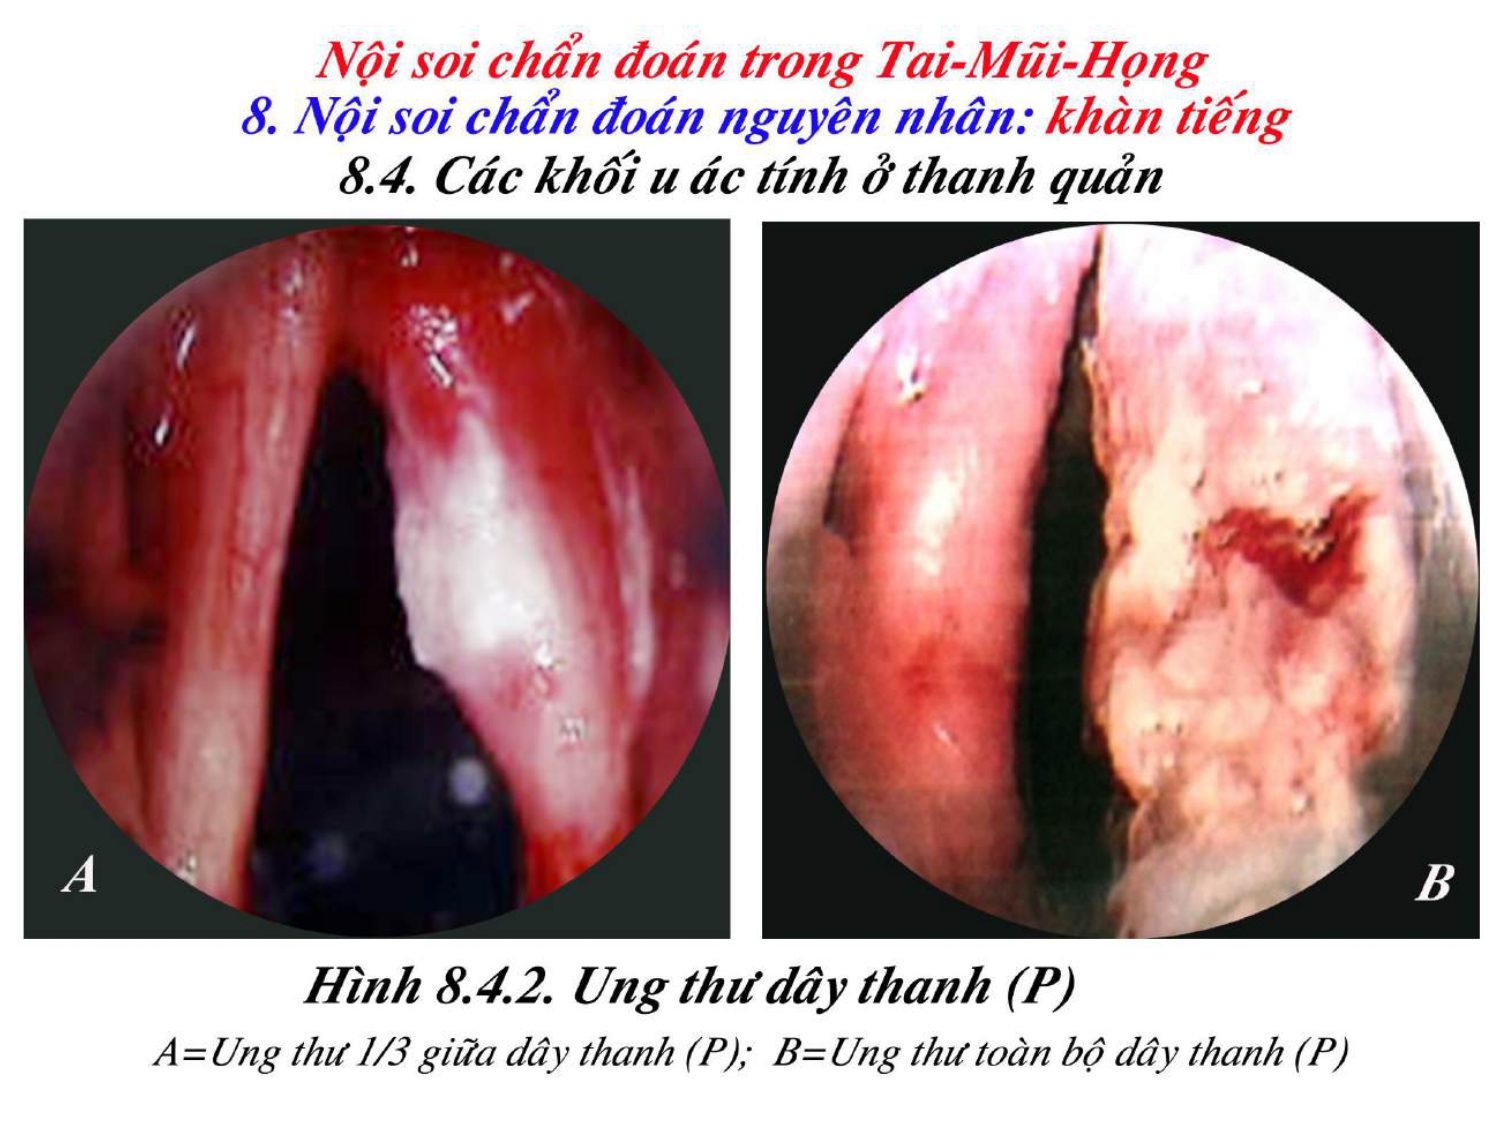 Nội soi chẩn đoán trong Tai-Mũi-Họng
8. Nội soi chẩn đoán nguyên nhân: khàn tiếng
8.4. Các khối u ác tính ở thanh quản
A
B
Hình 8.4.2. Ung thư dây thanh (P)
A=Ung thư 1/3 giữa dây thanh (P); B=Ung thư toàn bộ dây thanh (P)